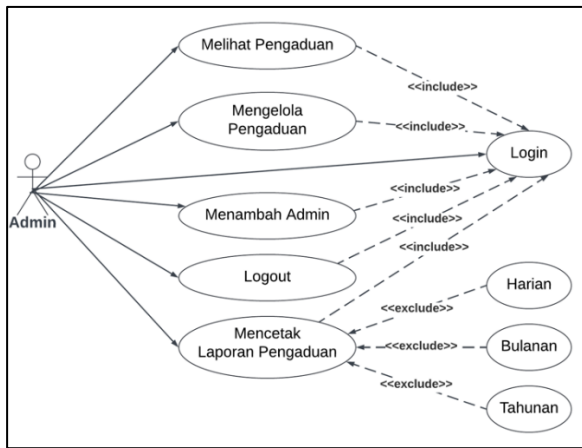 Melihat Pengaduan
<<include>>
Mengelola
Pengaduan
<<include>>
Login
Admin
Menambah Admin
<<include>>
<<include>>
Logout
<<include>>
Mencetak
Laporan Pengaduan
<<exclude>>
Harian
<<exclude>>
Bulanan
<<exclude>>
Tahunan